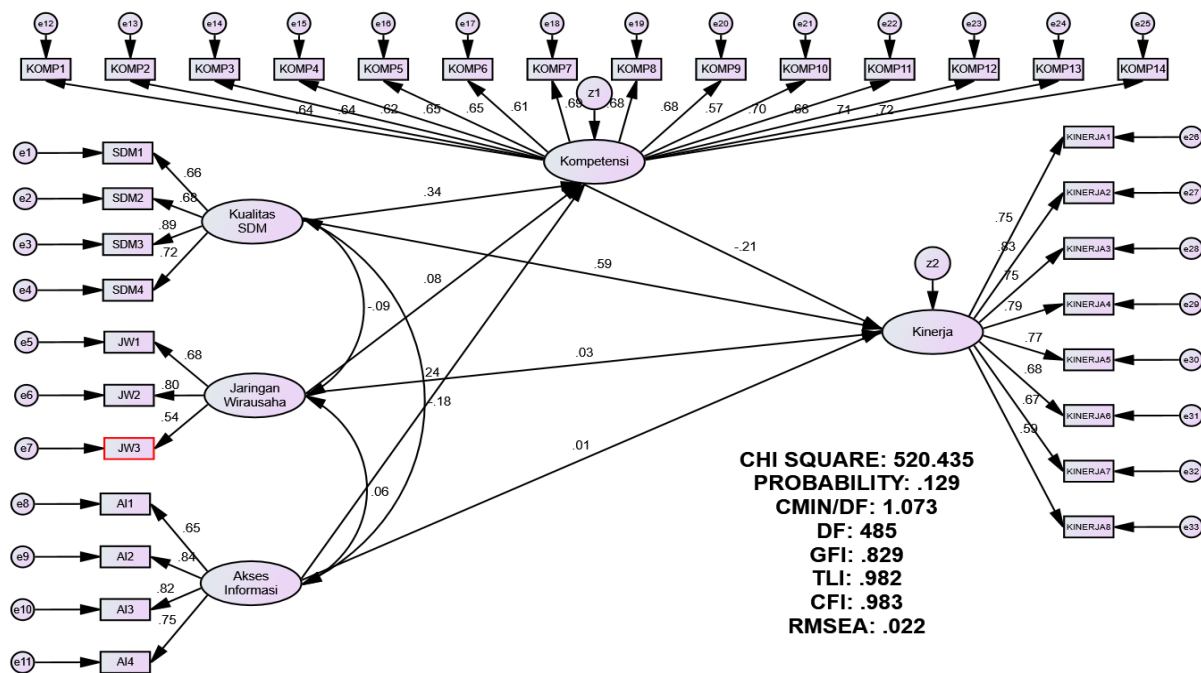 e12 e13 e14 e15 e16 e17 e18 e19 e20 e21 e22 e23 e24 e25
KOMP1 KOMP2 KOMP3 KOMP4 KOMP5 KOMP6 KOMP7 KOMP8 KOMP9 KOMP10 KOMP11 KOMP12 KOMP13 KOMP14
.64 .64 .62 .65 .65 .61 .69 .68 .68 .57 .70 .68 .71 .72
z1
Kompetensi
e1 SDM1
e2 SDM2
e3 SDM3
e4 SDM4
.66
.68
.89
.72
Kualitas
SDM
.34
.59
-.21
.08
-.09
e5 JW1
e6 JW2
e7 JW3
.68
.80
.54
Jaringan
Wirausaha
.03
.24
-.18
.01
.06
e8 AI1
e9 AI2
e10 AI3
e11 AI4
.65
.84
.82
.75
Akses
Informasi
z2
Kinerja
.75
.83
.75
.79
.77
.68
.67
.59
KINERJA1 e26
KINERJA2 e27
KINERJA3 e28
KINERJA4 e29
KINERJA5 e30
KINERJA6 e31
KINERJA7 e32
KINERJA8 e33
CHI SQUARE: 520.435
PROBABILITY: .129
CMIN/DF: 1.073
DF: 485
GFI: .829
TLI: .982
CFI: .983
RMSEA: .022